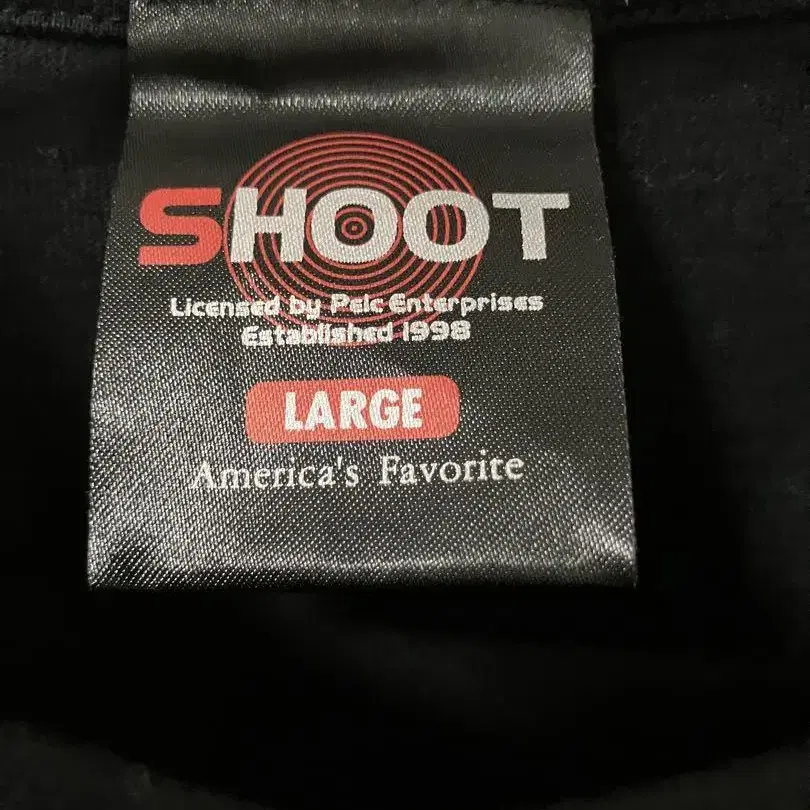 SHOOT
Licensed by Pelc Enterprises
Established 1998
LARGE
America's Favorite